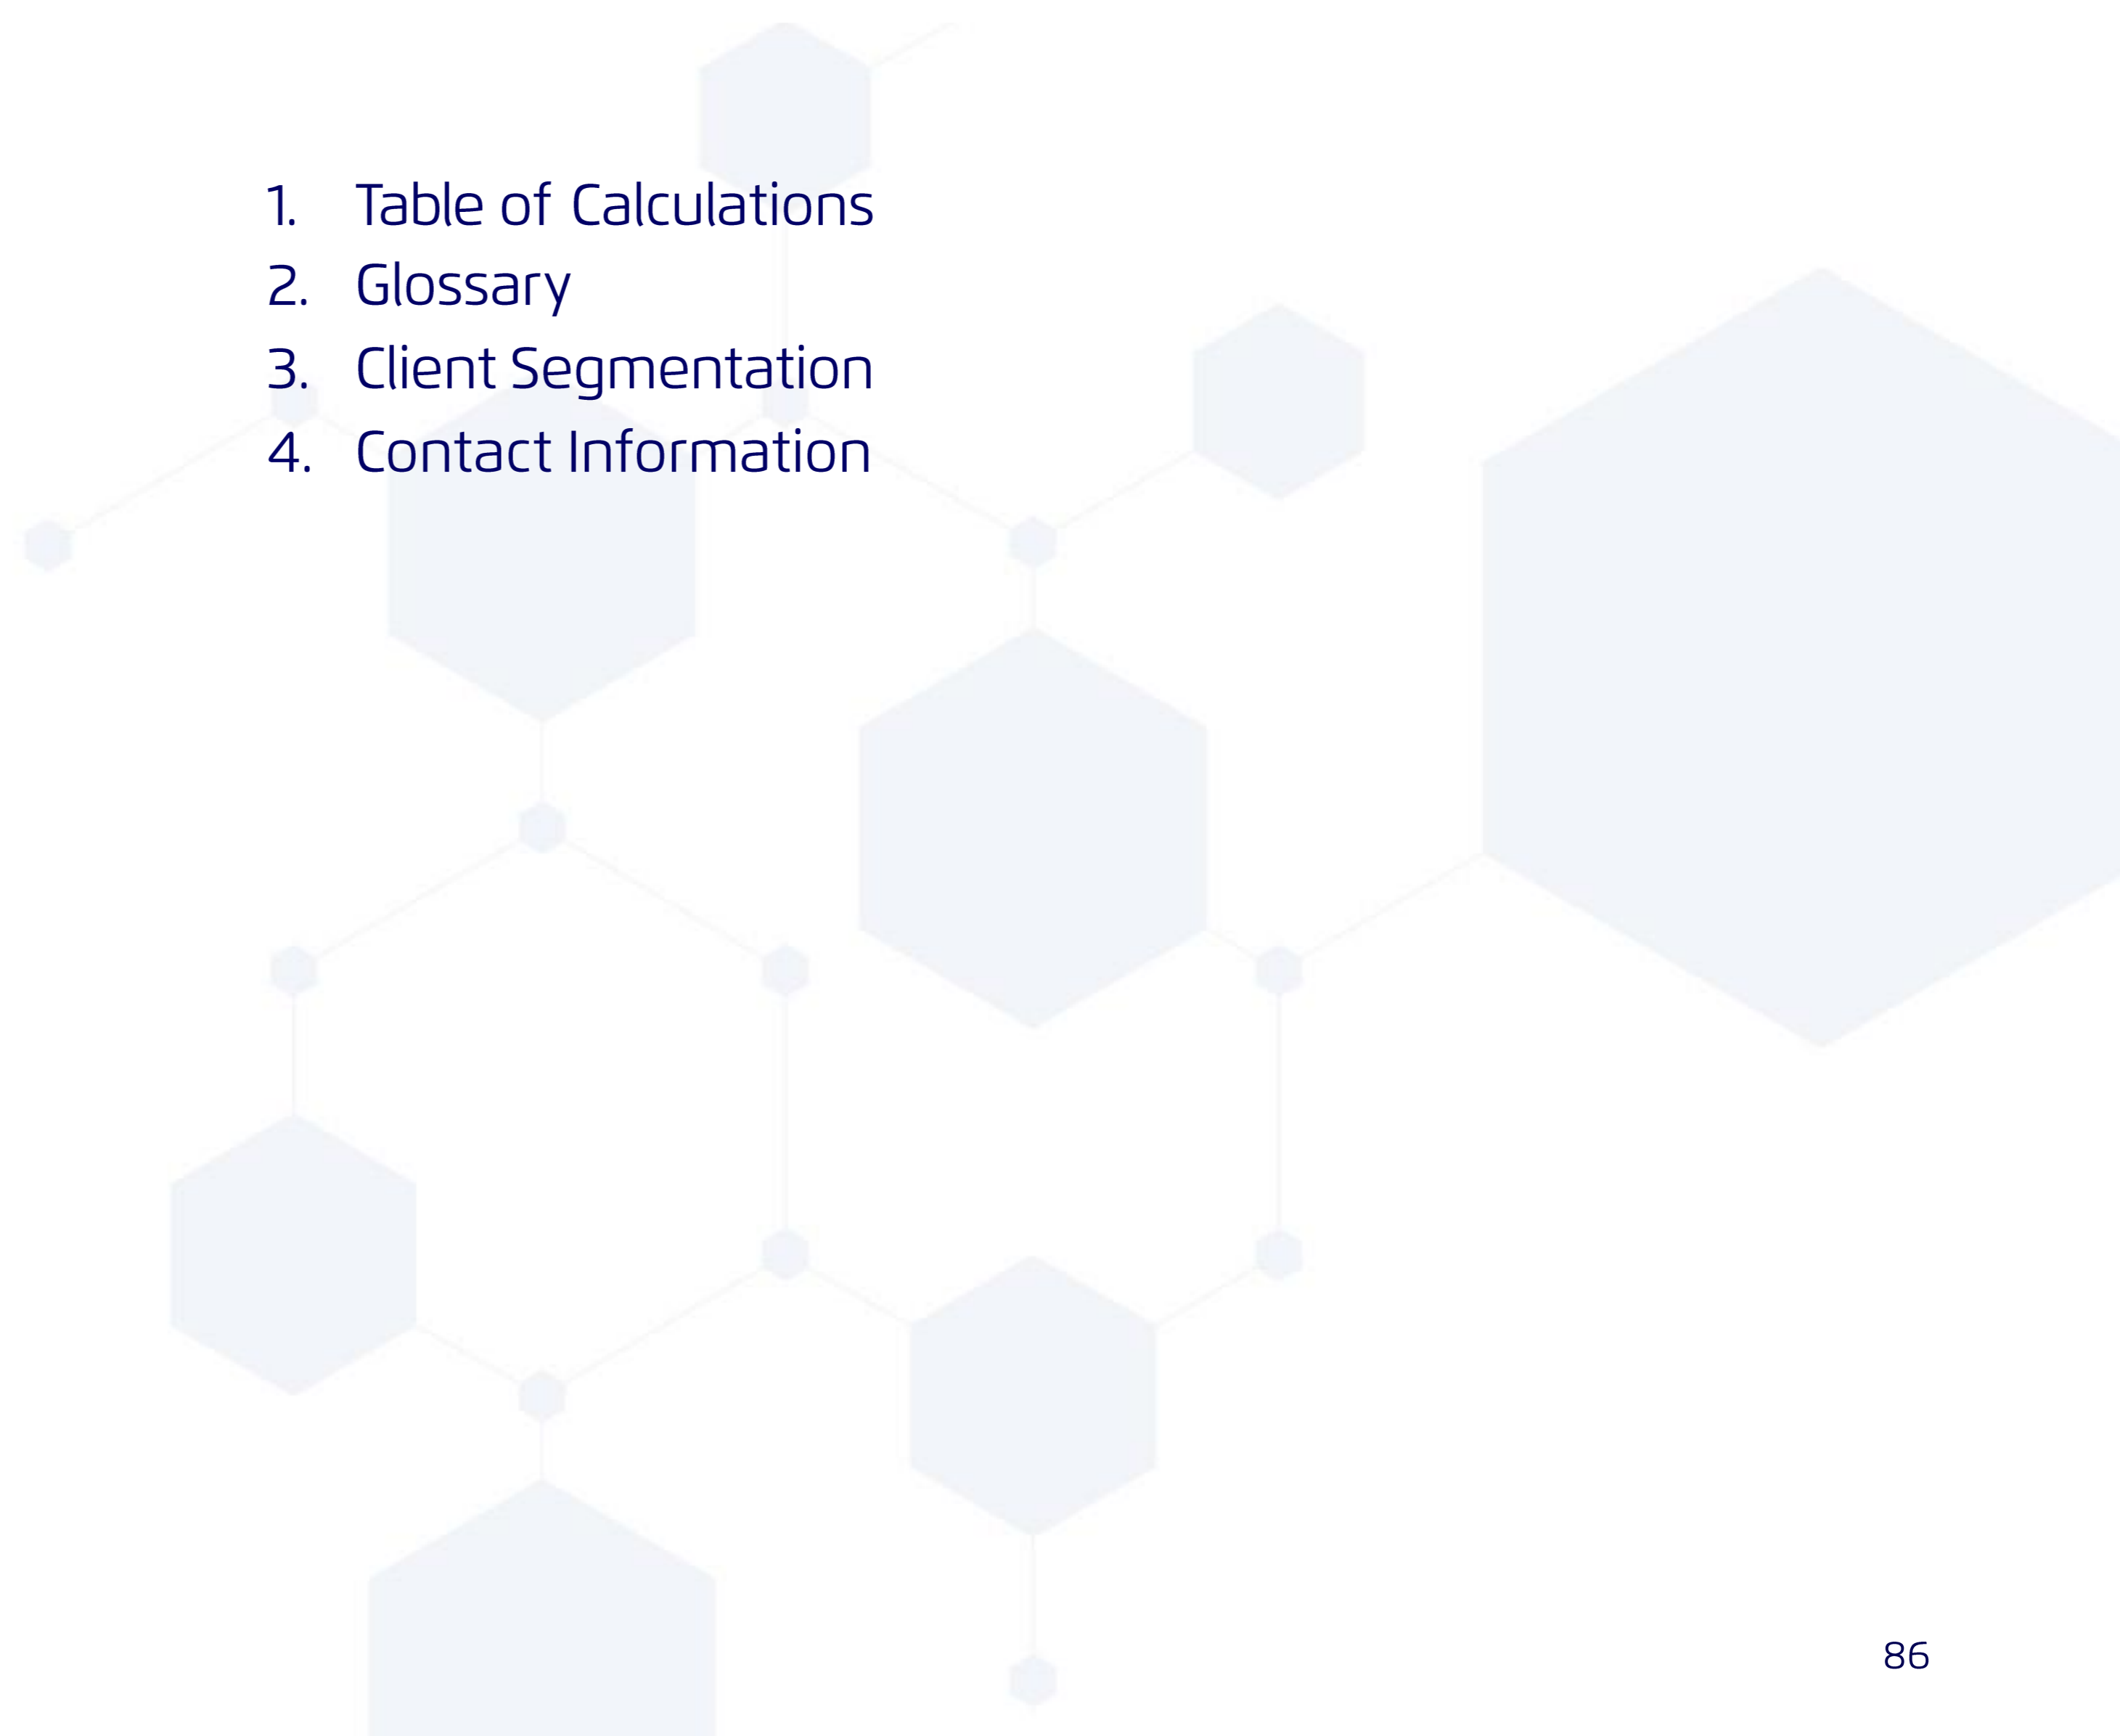 1. Table of Calculations
2. Glossary
3. Client Segmentation
4. Contact Information
86